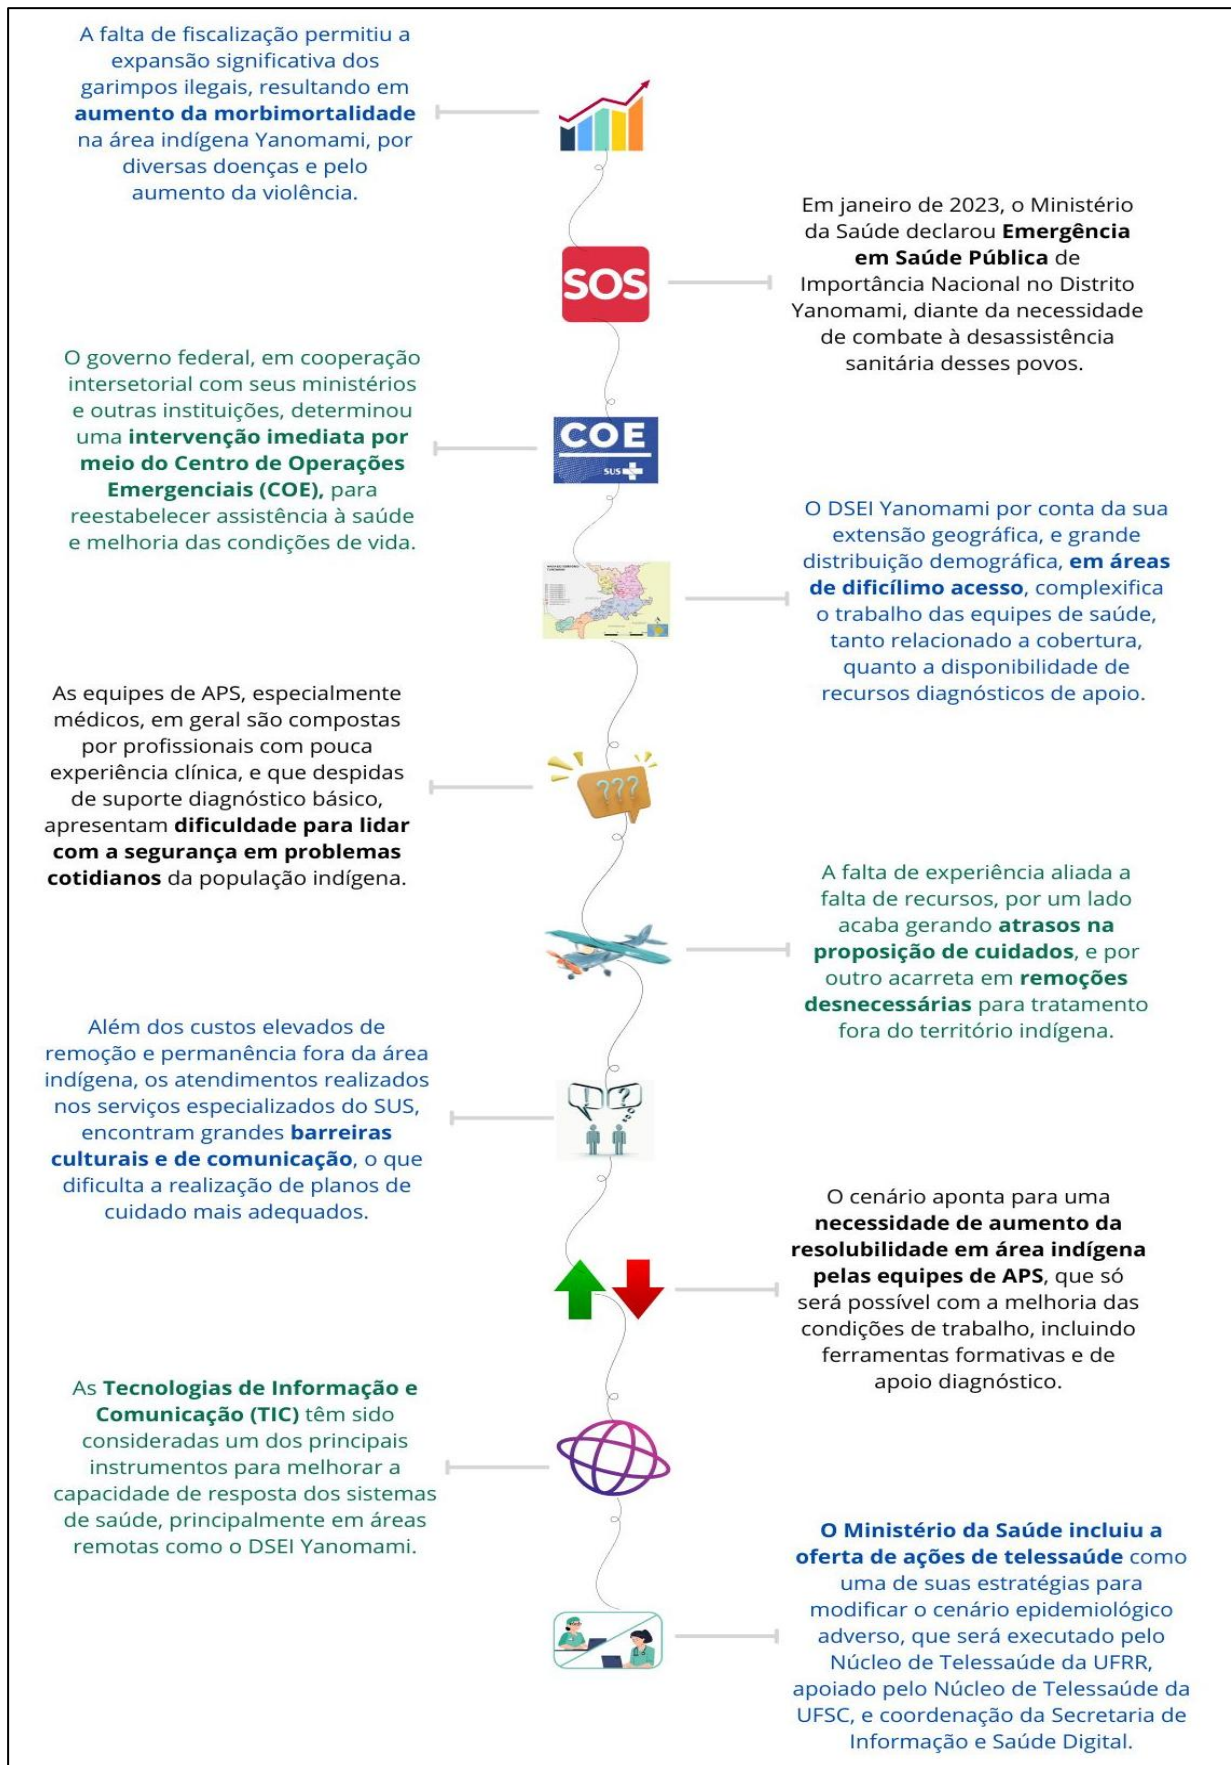 A falta de fiscalização permitiu a
expansão significativa dos
garimpos ilegais, resultando em
aumento da morbimortalidade
na área indígena Yanomami, por
diversas doenças e pelo
aumento da violência.
Em janeiro de 2023, o Ministério
da Saúde declarou Emergência
em Saúde Pública de
Importância Nacional no Distrito
Yanomami, diante da necessidade
de combate à desassistência
sanitária desses povos.
SOS
O governo federal, em cooperação
intersetorial com seus ministérios
e outras instituições, determinou
uma intervenção imediata por
meio do Centro de Operações
Emergenciais (COE), para
reestabelecer assistência à saúde
e melhoria das condições de vida.
COE
SUS
O DSEI Yanomami por conta da sua
extensão geográfica, e grande
distribuição demográfica, em áreas
de dificílimo acesso, complexifica
o trabalho das equipes de saúde,
tanto relacionado a cobertura,
quanto a disponibilidade de
recursos diagnósticos de apoio.
As equipes de APS, especialmente
médicos, em geral são compostas
por profissionais com pouca
experiência clínica, e que despidas
de suporte diagnóstico básico,
apresentam dificuldade para lidar
com a segurança em problemas
cotidianos da população indígena.
???
A falta de experiência aliada a
falta de recursos, por um lado
acaba gerando atrasos na
proposição de cuidados, e por
outro acarreta em remoções
desnecessárias para tratamento
fora do território indígena.
Além dos custos elevados de
remoção e permanência fora da área
indígena, os atendimentos realizados
nos serviços especializados do SUS,
encontram grandes barreiras
culturais e de comunicação, o que
dificulta a realização de planos de
cuidado mais adequados.
! ?
O cenário aponta para uma
necessidade de aumento da
resolubilidade em área indígena
pelas equipes de APS, que só
será possível com a melhoria das
condições de trabalho, incluindo
ferramentas formativas e de
apoio diagnóstico.
As Tecnologias de Informação e
Comunicação (TIC) têm sido
consideradas um dos principais
instrumentos para melhorar a
capacidade de resposta dos sistemas
de saúde, principalmente em áreas
remotas como o DSEI Yanomami.
O Ministério da Saúde incluiu a
oferta de ações de telessaúde como
uma de suas estratégias para
modificar o cenário epidemiológico
adverso, que será executado pelo
Núcleo de Telessaúde da UFRR,
apoiado pelo Núcleo de Telessaúde da
UFSC, e coordenação da Secretaria de
Informação e Saúde Digital.